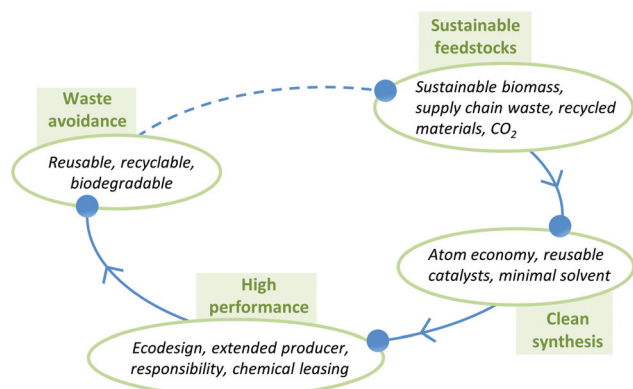 Sustainable
feedstocks
Sustainable biomass,
supply chain waste, recycled
materials, CO₂
Waste
avoidance
Reusable, recyclable,
biodegradable
Atom economy, reusable
catalysts, minimal solvent
Clean
synthesis
High
performance
Ecodesign, extended producer,
responsibility, chemical leasing